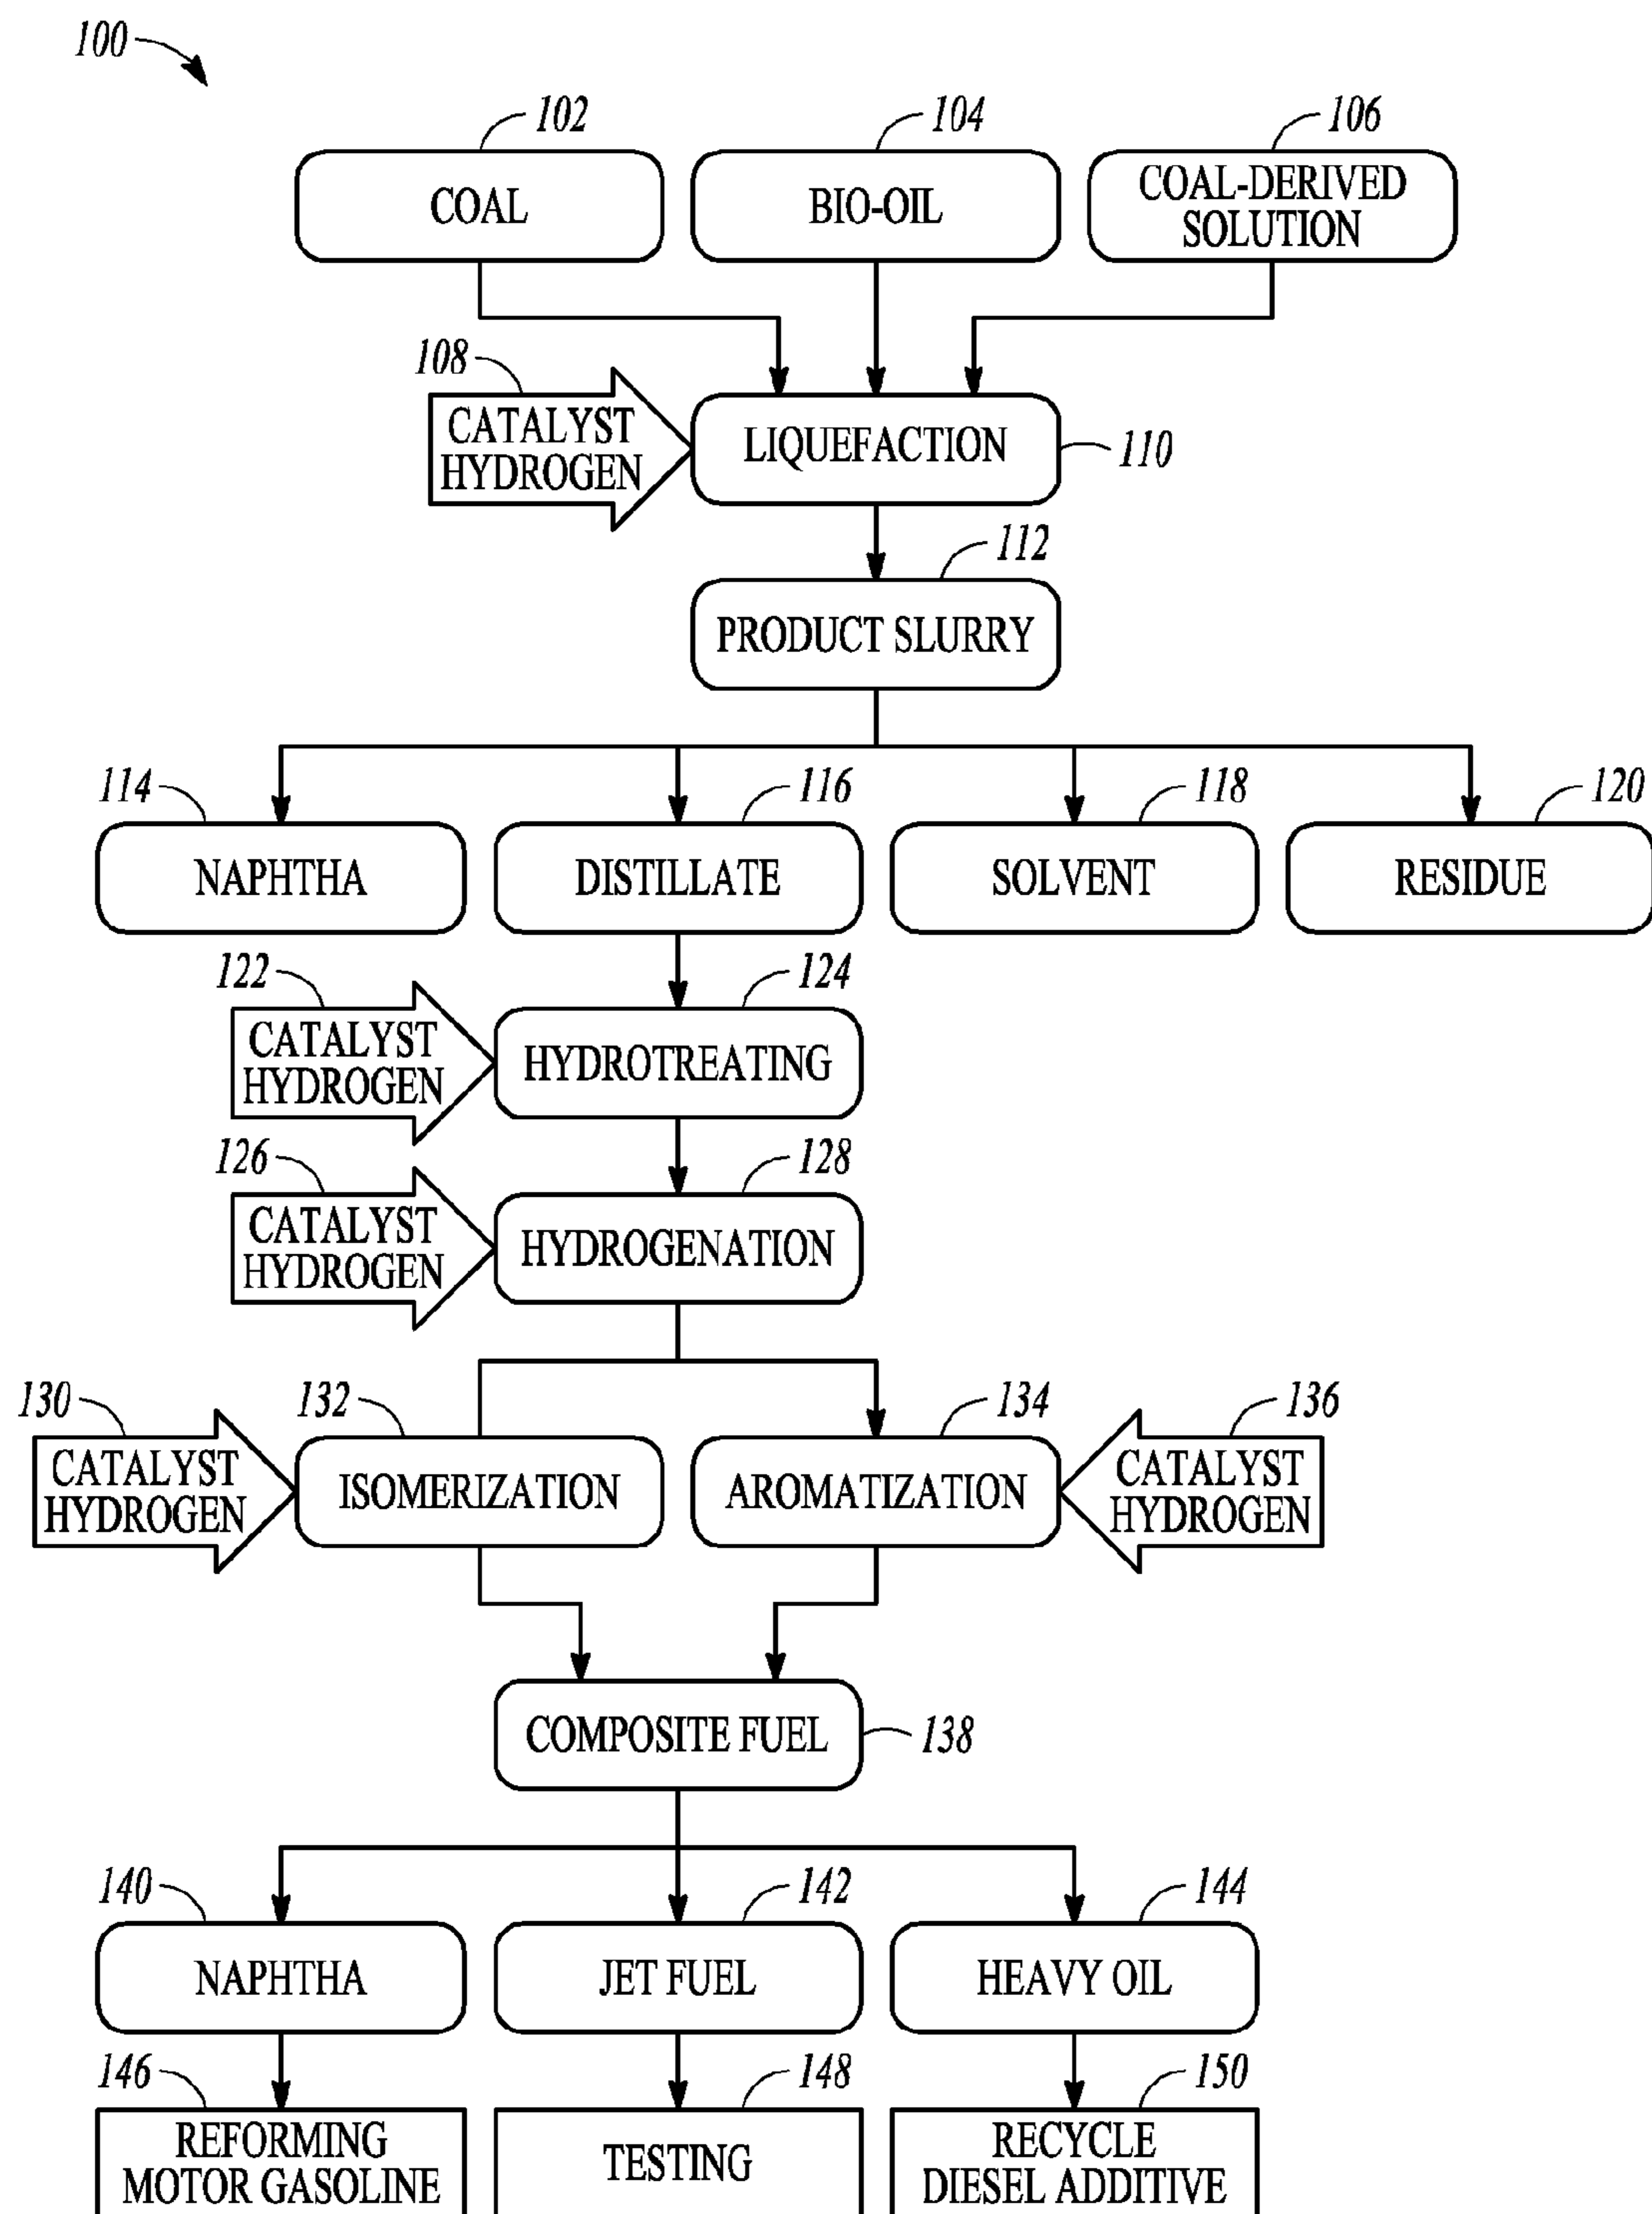 100
102
104
106
COAL
BIO-OIL
COAL-DERIVED
SOLUTION
108
CATALYST
HYDROGEN
LIQUEFACTION
110
112
PRODUCT SLURRY
114
116
118
120
NAPHTHA
DISTILLATE
SOLVENT
RESIDUE
122
124
CATALYST
HYDROGEN
HYDROTREATING
126
128
CATALYST
HYDROGEN
HYDROGENATION
130
132
134
136
CATALYST
HYDROGEN
ISOMERIZATION
AROMATIZATION
CATALYST
HYDROGEN
COMPOSITE FUEL
138
140
142
144
NAPHTHA
JET FUEL
HEAVY OIL
146
148
150
REFORMING
MOTOR GASOLINE
TESTING
RECYCLE
DIESEL ADDITIVE